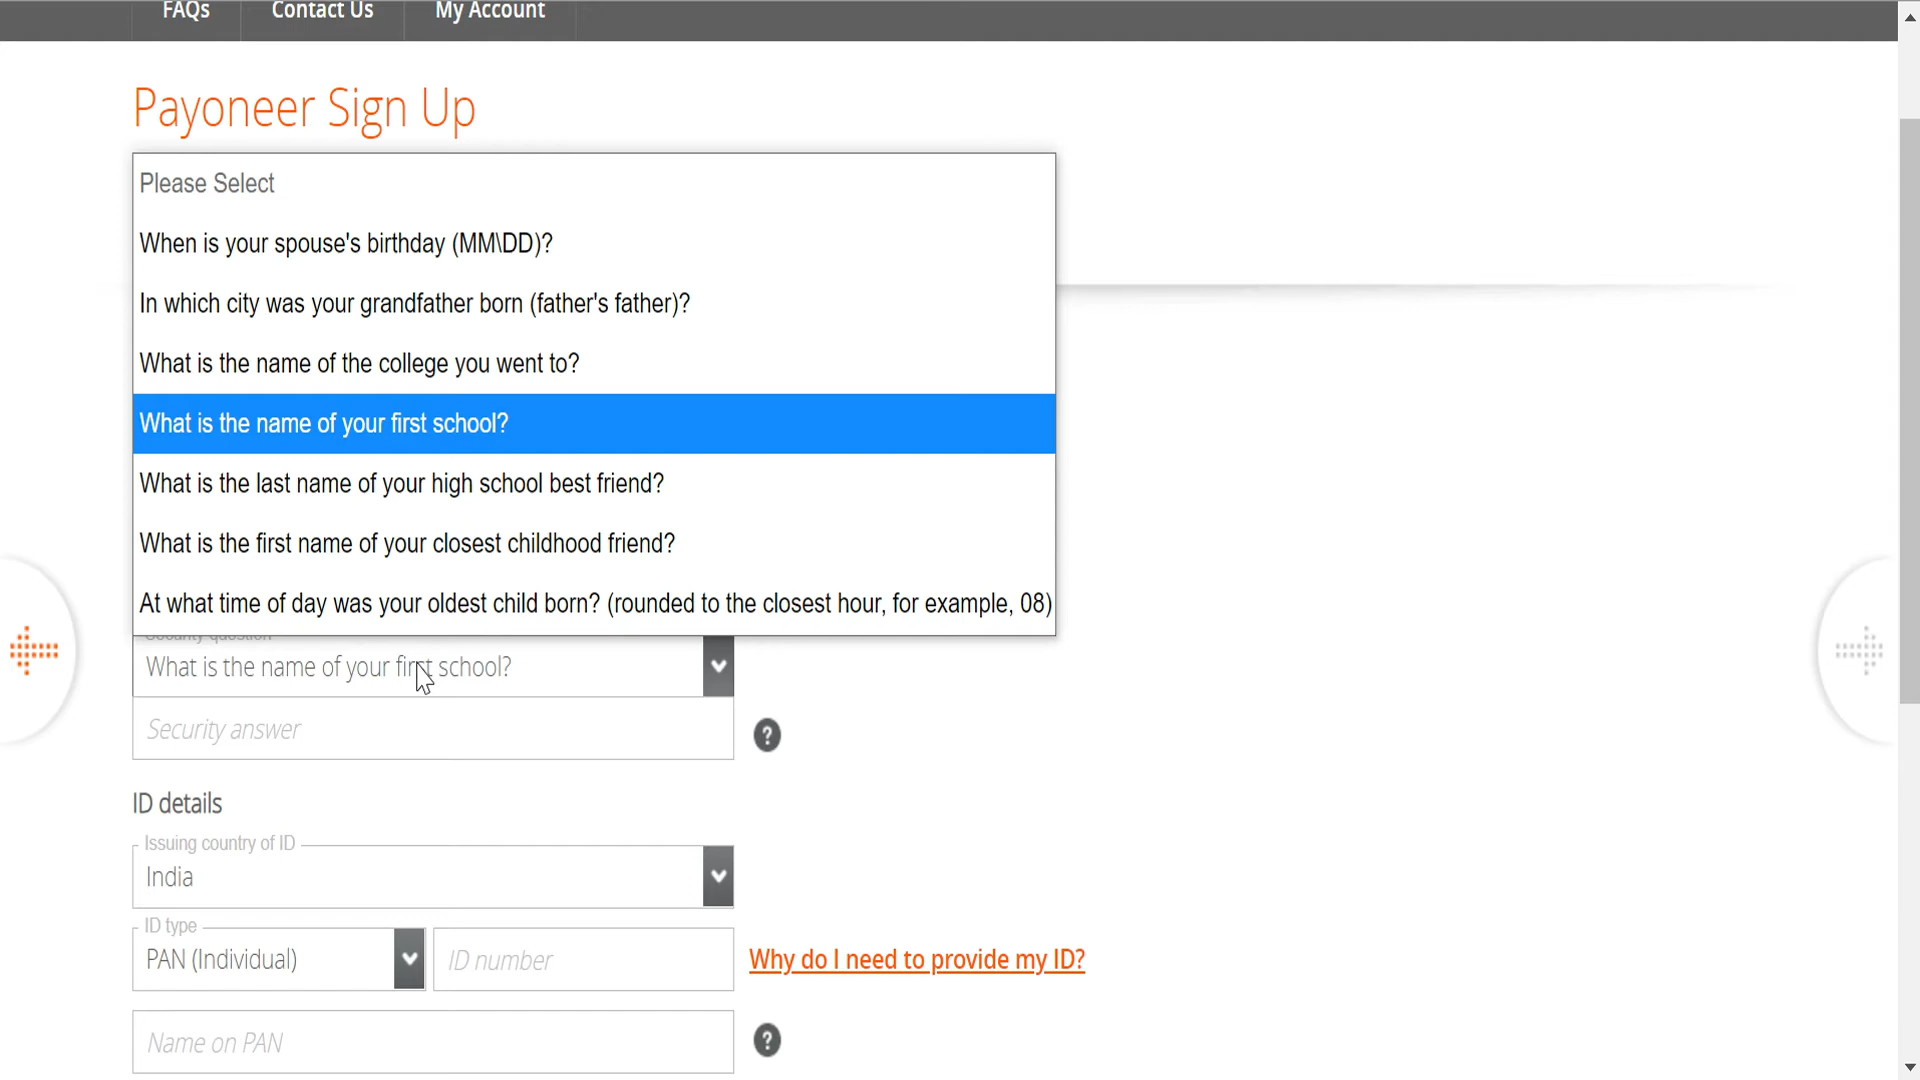 FAQs
Contact Us
My Account
Payoneer Sign Up
Please Select
When is your spouse's birthday (MM\DD)?
In which city was your grandfather born (father's father)?
What is the name of the college you went to?
What is the name of your first school?
What is the last name of your high school best friend?
What is the first name of your closest childhood friend?
At what time of day was your oldest child born? (rounded to the closest hour, for example, 08)
Security question
What is the name of your first school?
Security answer
?
ID details
Issuing country of ID
India
ID type
PAN (Individual)
ID number
Why do I need to provide my ID?
Name on PAN
?